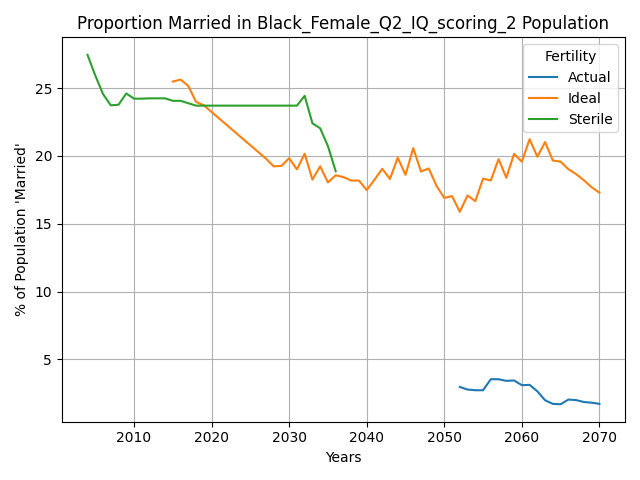 Proportion Married in Black_Female_Q2_IQ_scoring_2 Population
Fertility
Actual
Ideal
Sterile
% of Population 'Married'
25
20
15
10
5
2010 2020 2030 2040 2050 2060 2070
Years